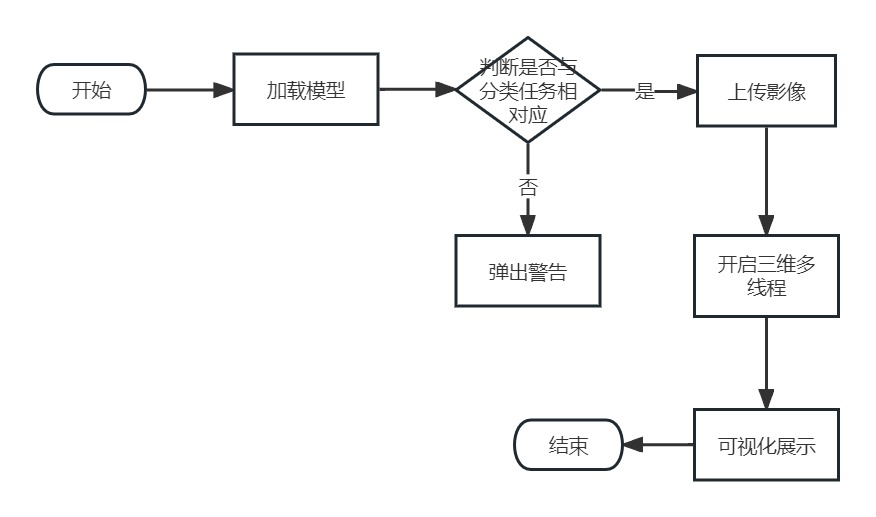 开始
加载模型
判断是否与
分类任务相
对应
是
上传影像
否
弹出警告
开启三维多
线程
可视化展示
结束